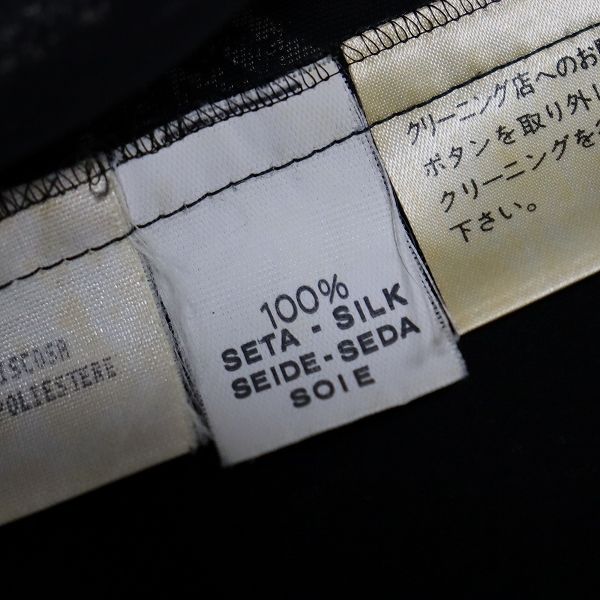 POLIESTERE
100%
SETA - SILK
SEIDE-SEDA
SOIE
クリーニング店へのお
ボタンを取り外し
クリーニングを
下さい。